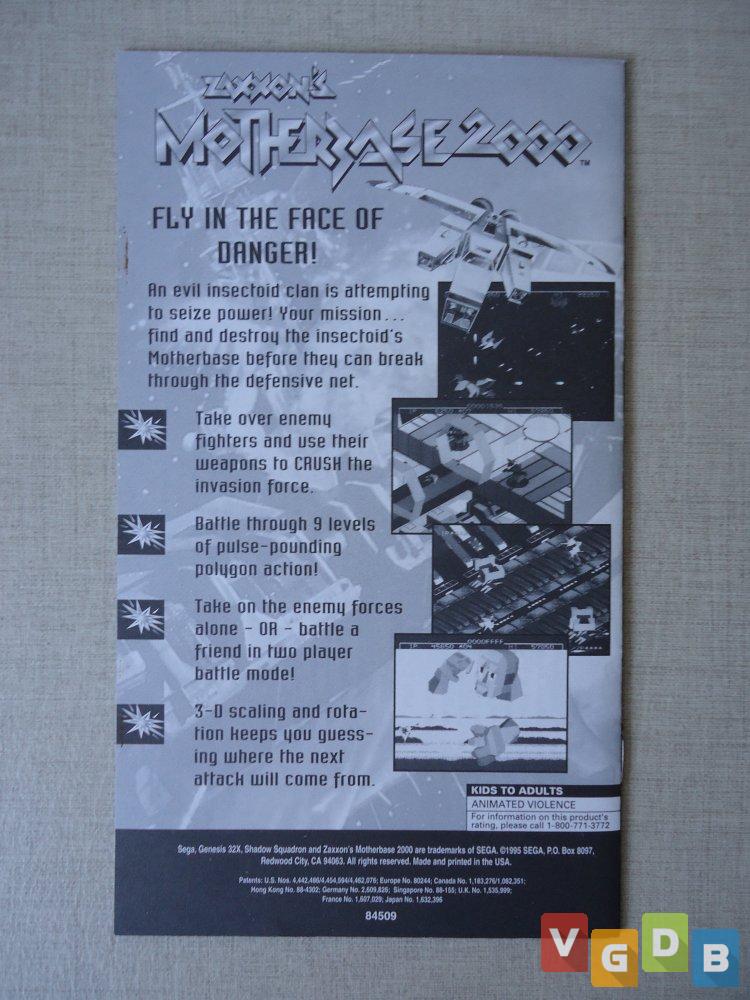 ZAXXON'S
MOTHERBASE 2000 ™
FLY IN THE FACE OF
DANGER!
An evil insectoid clan is attempting
to seize power! Your mission...
find and destroy the insectoid's
Motherbase before they can break
through the defensive net.
Take over enemy
fighters and use their
weapons to CRUSH the
invasion force.
Battle through 9 levels
of pulse-pounding
polygon action!
Take on the enemy forces
alone - OR - battle a
friend in two player
battle mode!
3-D scaling and rota-
tion keeps you guess-
ing where the next
attack will come from.
KIDS TO ADULTS
ANIMATED VIOLENCE
For information on this product's
rating, please call 1-800-771-3772
Sega, Genesis 32X, Shadow Squadron and Zaxxon's Motherbase 2000 are trademarks of SEGA. ©1995 SEGA, P.O. Box 8097,
Redwood City, CA 94063. All rights reserved. Made and printed in the USA.
Patents: U.S. Nos. 4,442,486/4,454,594/4,462,076; Europe No. 80244; Canada No. 1,183,276/1,082,351;
Hong Kong No. 88-4302; Germany No. 2,609,826; Singapore No. 88-155; U.K. No. 1,535,999;
France No. 1,607,029; Japan No. 1,632,396
84509
VGDB